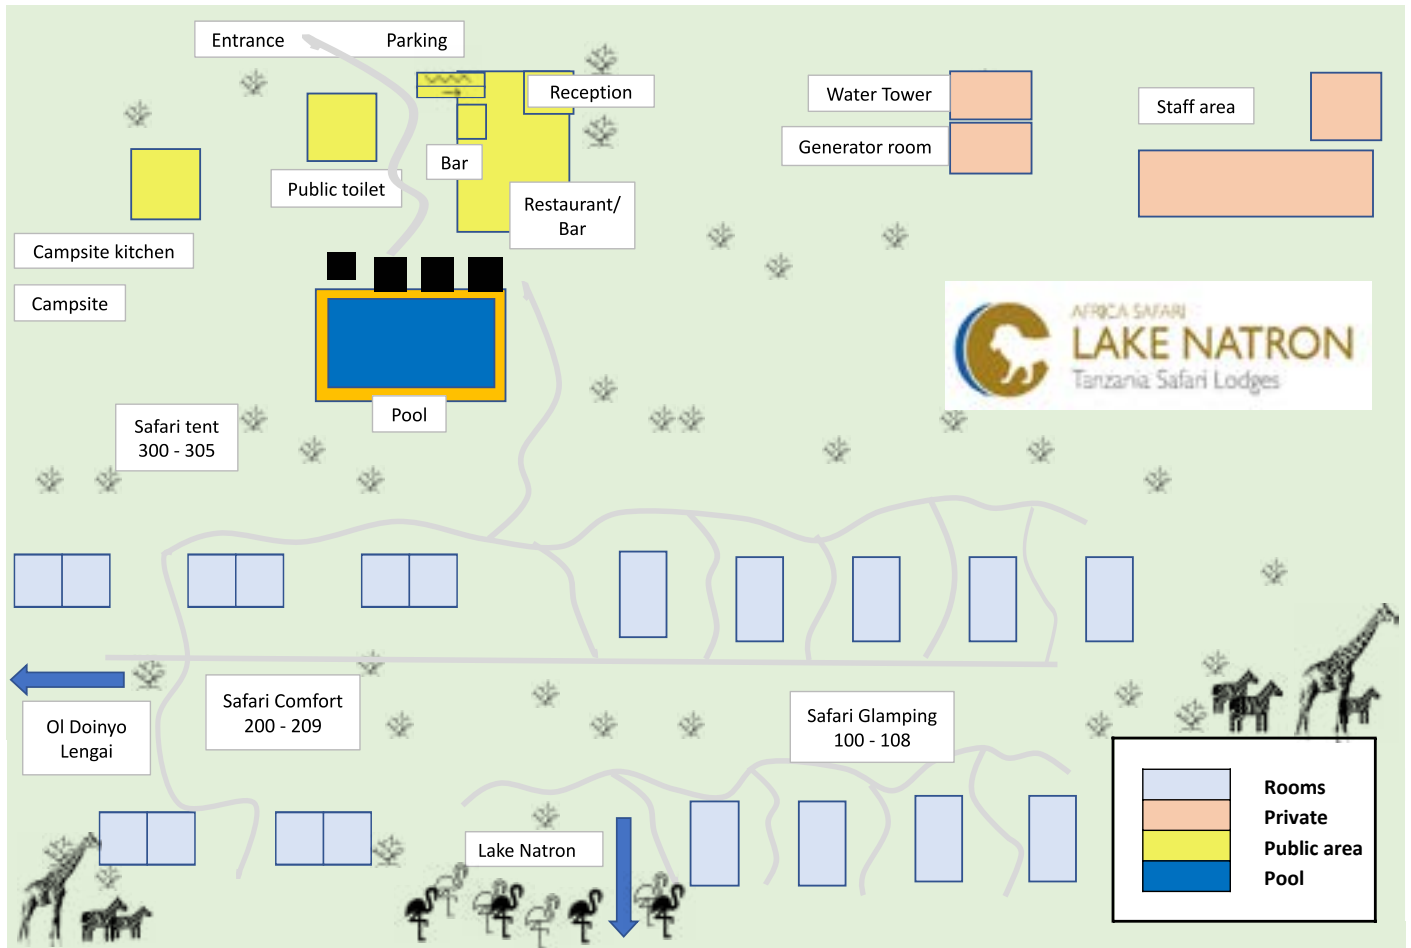 Entrance Parking
Reception
Water Tower
Staff area
Bar
Generator room
Public toilet
Restaurant/
Bar
Campsite kitchen
Campsite
AFRICA SAFARI
LAKE NATRON
Tanzania Safari Lodges
Pool
Safari tent
300 - 305
Safari Comfort
200 - 209
Safari Glamping
100 - 108
Ol Doinyo
Lengai
Lake Natron
Rooms
Private
Public area
Pool